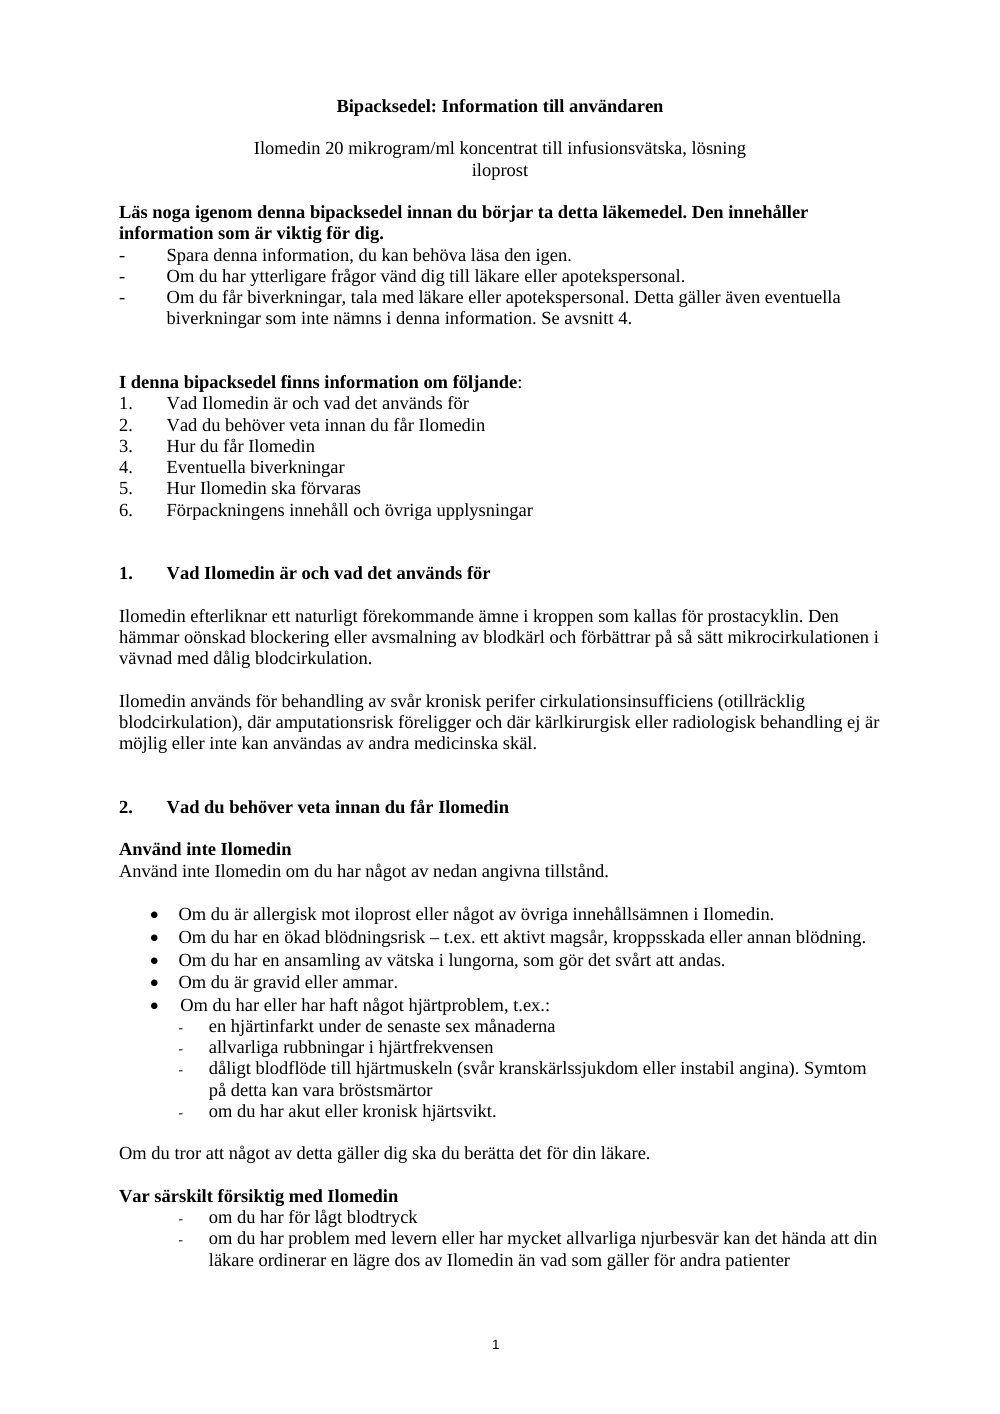 Bipacksedel: Information till användaren
Ilomedin 20 mikrogram/ml koncentrat till infusionsvätska, lösning
iloprost
Läs noga igenom denna bipacksedel innan du börjar ta detta läkemedel. Den innehåller
information som är viktig för dig.
- Spara denna information, du kan behöva läsa den igen.
- Om du har ytterligare frågor vänd dig till läkare eller apotekspersonal.
- Om du får biverkningar, tala med läkare eller apotekspersonal. Detta gäller även eventuella
biverkningar som inte nämns i denna information. Se avsnitt 4.
I denna bipacksedel finns information om följande:
1. Vad Ilomedin är och vad det används för
2. Vad du behöver veta innan du får Ilomedin
3. Hur du får Ilomedin
4. Eventuella biverkningar
5. Hur Ilomedin ska förvaras
6. Förpackningens innehåll och övriga upplysningar
1. Vad Ilomedin är och vad det används för
Ilomedin efterliknar ett naturligt förekommande ämne i kroppen som kallas för prostacyklin. Den
hämmar oönskad blockering eller avsmalning av blodkärl och förbättrar på så sätt mikrocirkulationen i
vävnad med dålig blodcirkulation.
Ilomedin används för behandling av svår kronisk perifer cirkulationsinsufficiens (otillräcklig
blodcirkulation), där amputationsrisk föreligger och där kärlkirurgisk eller radiologisk behandling ej är
möjlig eller inte kan användas av andra medicinska skäl.
2. Vad du behöver veta innan du får Ilomedin
Använd inte Ilomedin
Använd inte Ilomedin om du har något av nedan angivna tillstånd.
• Om du är allergisk mot iloprost eller något av övriga innehållsämnen i Ilomedin.
• Om du har en ökad blödningsrisk – t.ex. ett aktivt magsår, kroppsskada eller annan blödning.
• Om du har en ansamling av vätska i lungorna, som gör det svårt att andas.
• Om du är gravid eller ammar.
• Om du har eller har haft något hjärtproblem, t.ex.:
- en hjärtinfarkt under de senaste sex månaderna
- allvarliga rubbningar i hjärtfrekvensen
- dåligt blodflöde till hjärtmuskeln (svår kranskärlssjukdom eller instabil angina). Symtom
på detta kan vara bröstsmärtor
- om du har akut eller kronisk hjärtsvikt.
Om du tror att något av detta gäller dig ska du berätta det för din läkare.
Var särskilt försiktig med Ilomedin
- om du har för lågt blodtryck
- om du har problem med levern eller har mycket allvarliga njurbesvär kan det hända att din
läkare ordinerar en lägre dos av Ilomedin än vad som gäller för andra patienter
1